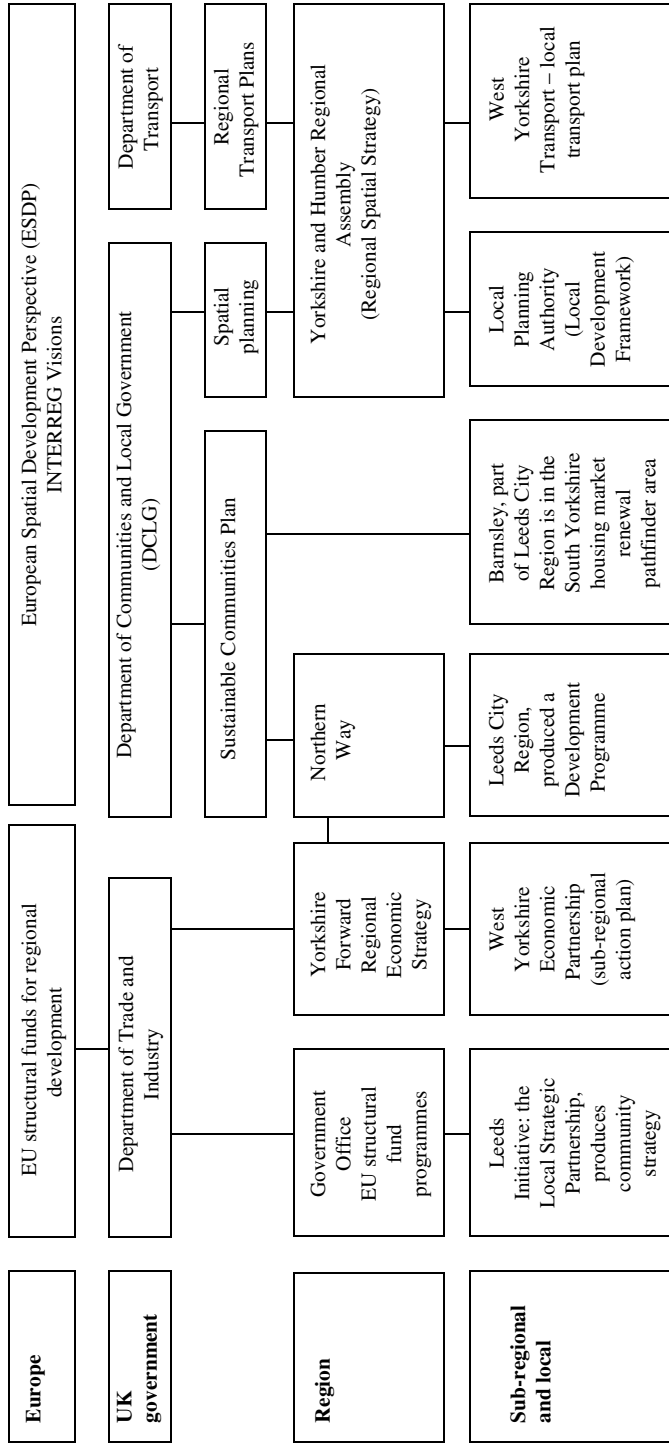 Europe
EU structural funds for regional
development
European Spatial Development Perspective (ESDP)
INTERREG Visions
UK
government
Department of Trade and
Industry
Department of Communities and Local Government
(DCLG)
Department of
Transport
Sustainable Communities Plan
Spatial
planning
Regional
Transport Plans
Region
Government
Office
EU structural
fund
programmes
Yorkshire
Forward
Regional
Economic
Strategy
Northern
Way
Yorkshire and Humber Regional
Assembly
(Regional Spatial Strategy)
Sub-regional
and local
Leeds
Initiative: the
Local Strategic
Partnership,
produces
community
strategy
West
Yorkshire
Economic
Partnership
(sub-regional
action plan)
Leeds City
Region,
produced a
Development
Programme
Barnsley, part
of Leeds City
Region is in the
South Yorkshire
housing market
renewal
pathfinder area
Local
Planning
Authority
(Local
Development
Framework)
West
Yorkshire
Transport – local
transport plan